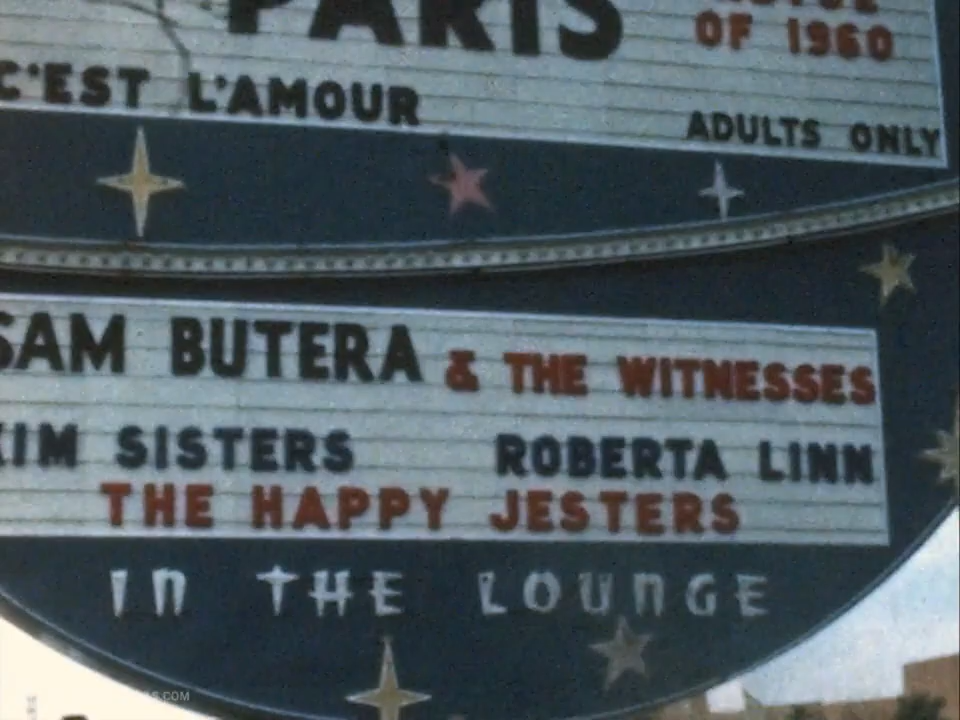 PARIS
OF 1960
C'EST L'AMOUR
ADULTS ONLY
SAM BUTERA & THE WITNESSES
KIM SISTERS ROBERTA LINN
THE HAPPY JESTERS
IN THE LOUNGE